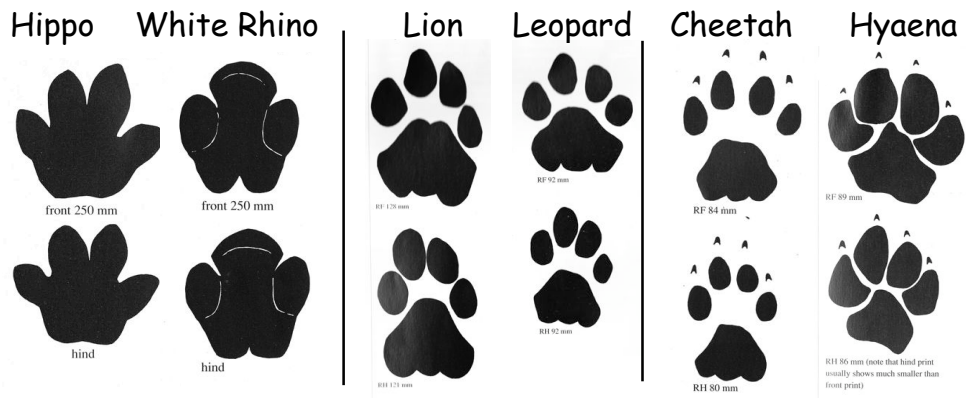 Hippo
White Rhino
Lion
Leopard
Cheetah
Hyaena
front 250 mm
front 250 mm
hind
hind
RF 128 mm
RH 121 mm
RF 92 mm
RH 92 mm
RF 84 mm
RH 80 mm
RF 89 mm
RH 86 mm (note that hind print
usually shows much smaller than
front print)